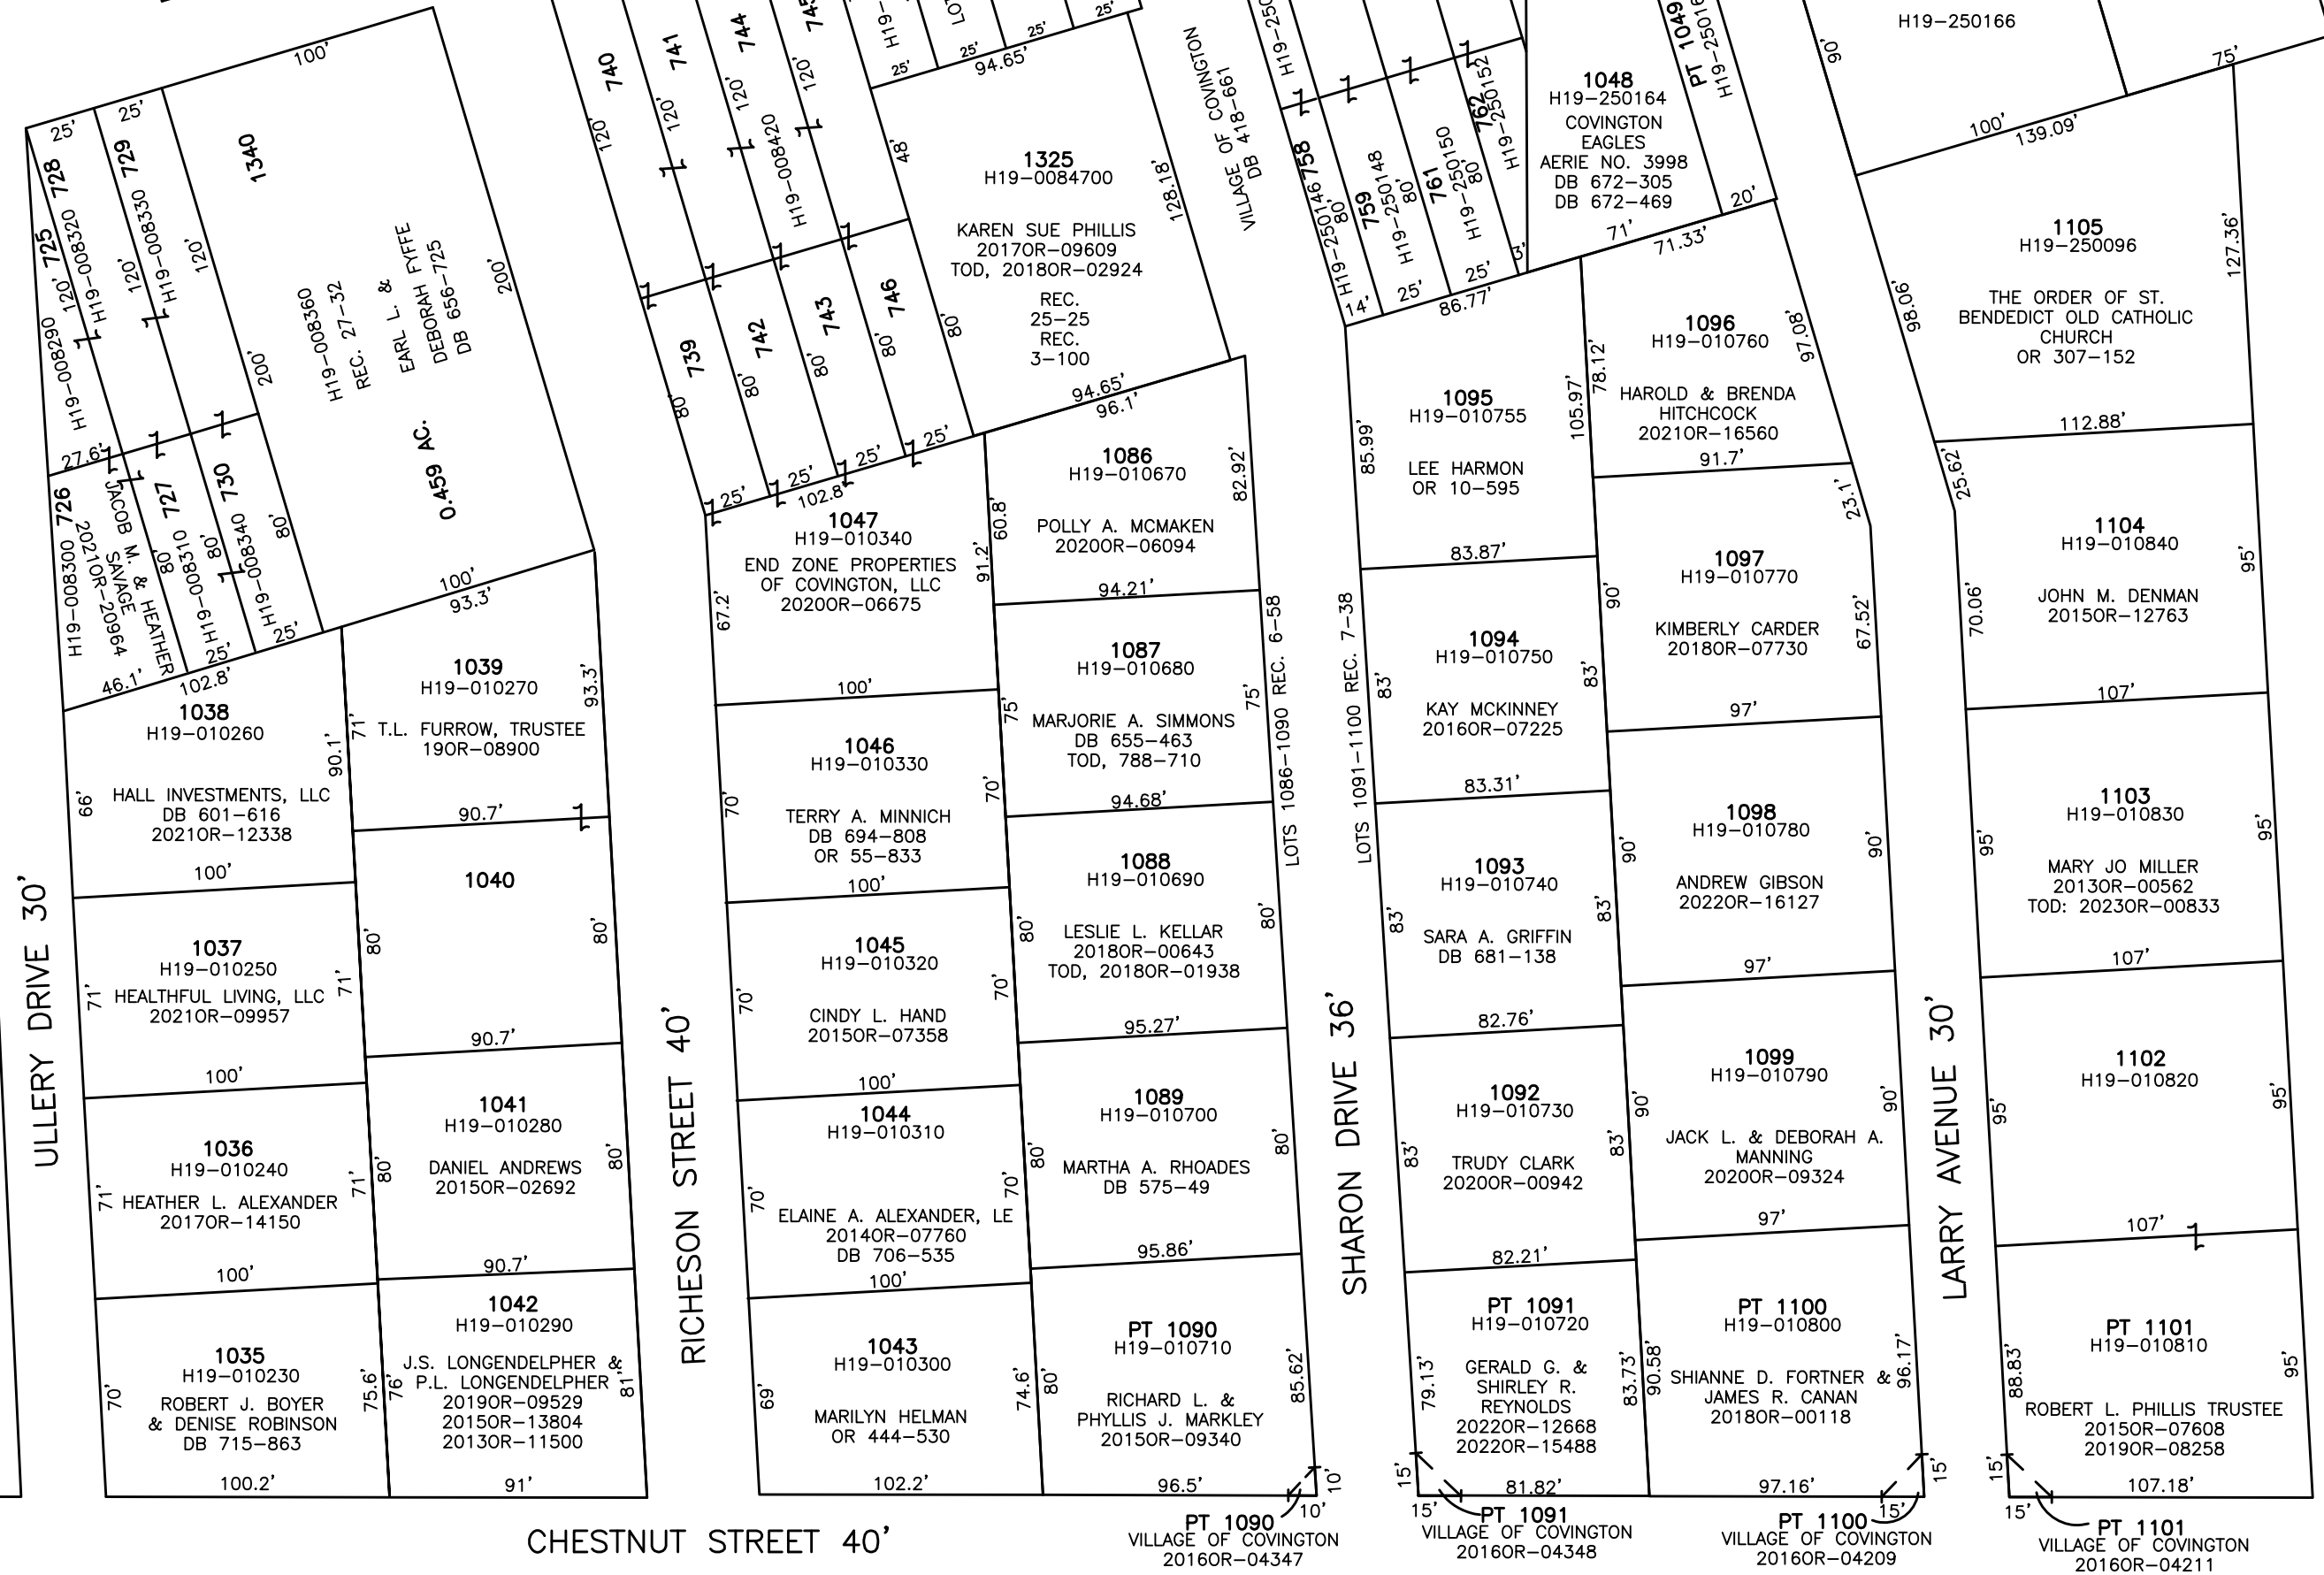 100'
25'
25'
728
729
725
H19-008320
120'
H19-008330
120'
H19-008290
120'
1340
200'
200'
H19-008360
REC. 27-32
EARL L. &
DEBORAH FYFFE
DB 656-725
0.459 AC.
27.6'
726
H19-008300
JACOB M. & HEATHER
SAVAGE
2021OR-20964
727
H19-008310
80'
730
H19-008340
80'
80'
46.1'
25'
25'
102.8'
100'
93.3'
740
120'
741
120'
744
120'
120'
H19-008420
739
80'
742
80'
743
80'
746
80'
25'
25'
25'
25'
102.8'
25'
25'
25'
25'
94.65'
48'
128.18'
80'
1325
H19-0084700
KAREN SUE PHILLIS
2017OR-09609
TOD, 2018OR-02924
REC.
25-25
REC.
3-100
94.65'
96.1'
VILLAGE OF COVINGTON
DB 418-661
758
H19-250146
80'
759
H19-250148
80'
761
H19-250150
80'
762
H19-250152
14'
25'
25'
3'
86.77'
1048
H19-250164
COVINGTON
EAGLES
AERIE NO. 3998
DB 672-305
DB 672-469
71'
20'
71.33'
PT 1049
H19-250166
90'
75'
100'
139.09'
98.06'
127.36'
1105
H19-250096
THE ORDER OF ST.
BENDEDICT OLD CATHOLIC
CHURCH
OR 307-152
112.88'
1038
H19-010260
HALL INVESTMENTS, LLC
DB 601-616
2021OR-12338
66'
90.1'
100'
1037
H19-010250
HEALTHFUL LIVING, LLC
2021OR-09957
71'
71'
100'
1036
H19-010240
HEATHER L. ALEXANDER
2017OR-14150
71'
71'
100'
1035
H19-010230
ROBERT J. BOYER
& DENISE ROBINSON
DB 715-863
70'
75.6'
100.2'
1039
H19-010270
T.L. FURROW, TRUSTEE
19OR-08900
71'
93.3'
90.7'
1040
80'
80'
90.7'
1041
H19-010280
DANIEL ANDREWS
2015OR-02692
80'
80'
90.7'
1042
H19-010290
J.S. LONGENDELPHER &
P.L. LONGENDELPHER
2019OR-09529
2015OR-13804
2013OR-11500
76'
81'
91'
ULLERY DRIVE 30'
RICHESON STREET 40'
1047
H19-010340
END ZONE PROPERTIES
OF COVINGTON, LLC
2020OR-06675
67.2'
91.2'
100'
1046
H19-010330
TERRY A. MINNICH
DB 694-808
OR 55-833
70'
70'
100'
1045
H19-010320
CINDY L. HAND
2015OR-07358
70'
70'
100'
1044
H19-010310
ELAINE A. ALEXANDER, LE
2014OR-07760
DB 706-535
70'
70'
100'
1043
H19-010300
MARILYN HELMAN
OR 444-530
69'
74.6'
102.2'
1086
H19-010670
POLLY A. MCMAKEN
2020OR-06094
60.8'
82.92'
94.21'
1087
H19-010680
MARJORIE A. SIMMONS
DB 655-463
TOD, 788-710
75'
75'
94.68'
1088
H19-010690
LESLIE L. KELLAR
2018OR-00643
TOD, 2018OR-01938
80'
80'
95.27'
1089
H19-010700
MARTHA A. RHOADES
DB 575-49
80'
80'
95.86'
PT 1090
H19-010710
RICHARD L. &
PHYLLIS J. MARKLEY
2015OR-09340
80'
85.62'
96.5'
10'
10'
LOTS 1086-1090 REC. 6-58
LOTS 1091-1100 REC. 7-38
SHARON DRIVE 36'
1095
H19-010755
LEE HARMON
OR 10-595
85.99'
105.97'
83.87'
1094
H19-010750
KAY MCKINNEY
2016OR-07225
83'
83'
83.31'
1093
H19-010740
SARA A. GRIFFIN
DB 681-138
83'
83'
82.76'
1092
H19-010730
TRUDY CLARK
2020OR-00942
83'
83'
82.21'
PT 1091
H19-010720
GERALD G. &
SHIRLEY R.
REYNOLDS
2022OR-12668
2022OR-15488
79.13'
83.73'
15'
15'
81.82'
1096
H19-010760
HAROLD & BRENDA
HITCHCOCK
2021OR-16560
78.12'
97.08'
91.7'
1097
H19-010770
KIMBERLY CARDER
2018OR-07730
90'
23.1'
67.52'
97'
1098
H19-010780
ANDREW GIBSON
2022OR-16127
90'
90'
97'
1099
H19-010790
JACK L. & DEBORAH A.
MANNING
2020OR-09324
90'
90'
97'
PT 1100
H19-010800
SHIANNE D. FORTNER &
JAMES R. CANAN
2018OR-00118
90.58'
96.17'
97.16'
15'
15'
LARRY AVENUE 30'
1104
H19-010840
JOHN M. DENMAN
2015OR-12763
25.62'
70.06'
95'
107'
1103
H19-010830
MARY JO MILLER
2013OR-00562
TOD: 2023OR-00833
95'
95'
107'
1102
H19-010820
95'
95'
107'
PT 1101
H19-010810
ROBERT L. PHILLIS TRUSTEE
2015OR-07608
2019OR-08258
88.83'
95'
15'
15'
107.18'
CHESTNUT STREET 40'
PT 1090
VILLAGE OF COVINGTON
2016OR-04347
PT 1091
VILLAGE OF COVINGTON
2016OR-04348
PT 1100
VILLAGE OF COVINGTON
2016OR-04209
PT 1101
VILLAGE OF COVINGTON
2016OR-04211